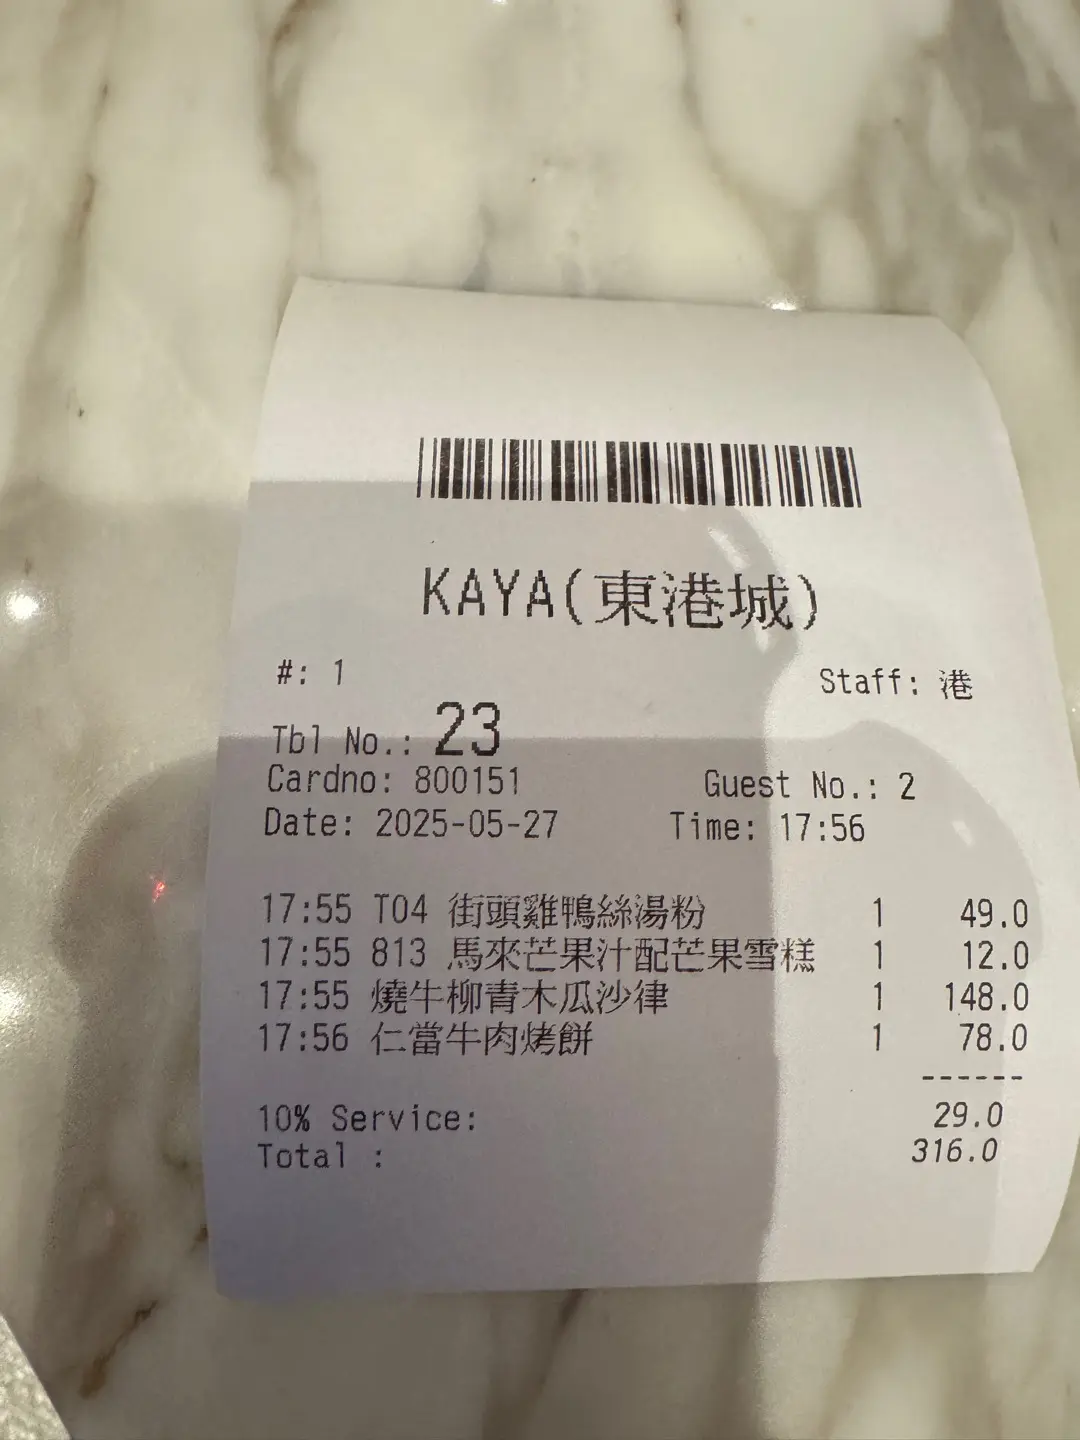 KAYA(東港城)
#: 1 Staff: 港
Tbl No.: 23
Cardno: 800151 Guest No.: 2
Date: 2025-05-27 Time: 17:56
17:55 T04 街頭雞鴨絲湯粉 1 49.0
17:55 813 馬來芒果汁配芒果雪糕 1 12.0
17:55 燒牛柳青木瓜沙律 1 148.0
17:56 仁當牛肉烤餅 1 78.0
------
10% Service: 29.0
Total : 316.0